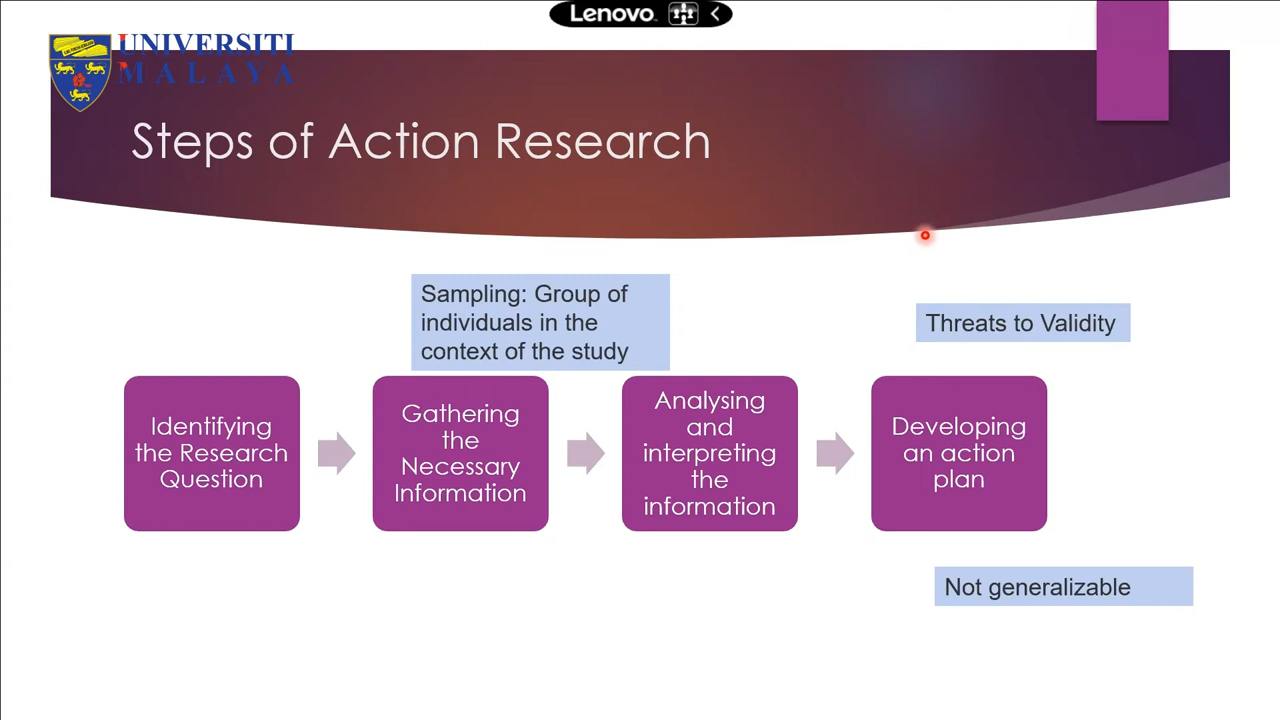 Lenovo
UNIVERSITI
MALAYA
Steps of Action Research
Sampling: Group of
individuals in the
context of the study
Threats to Validity
Identifying
the Research
Question
Gathering
the
Necessary
Information
Analysing
and
interpreting
the
information
Developing
an action
plan
Not generalizable